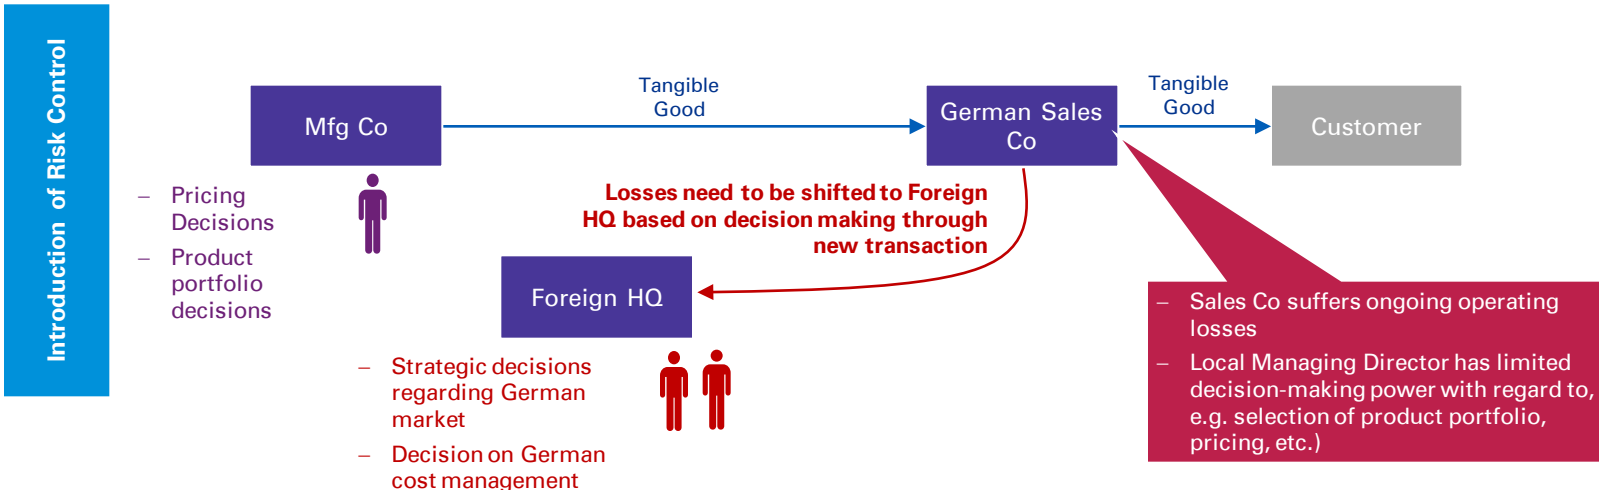 Introduction of Risk Control
Mfg Co
Tangible
Good
German Sales
Co
Tangible
Good
Customer
– Pricing
Decisions
– Product
portfolio
decisions
Losses need to be shifted to Foreign
HQ based on decision making through
new transaction
Foreign HQ
– Strategic decisions
regarding German
market
– Decision on German
cost management
– Sales Co suffers ongoing operating
losses
– Local Managing Director has limited
decision-making power with regard to,
e.g. selection of product portfolio,
pricing, etc.)